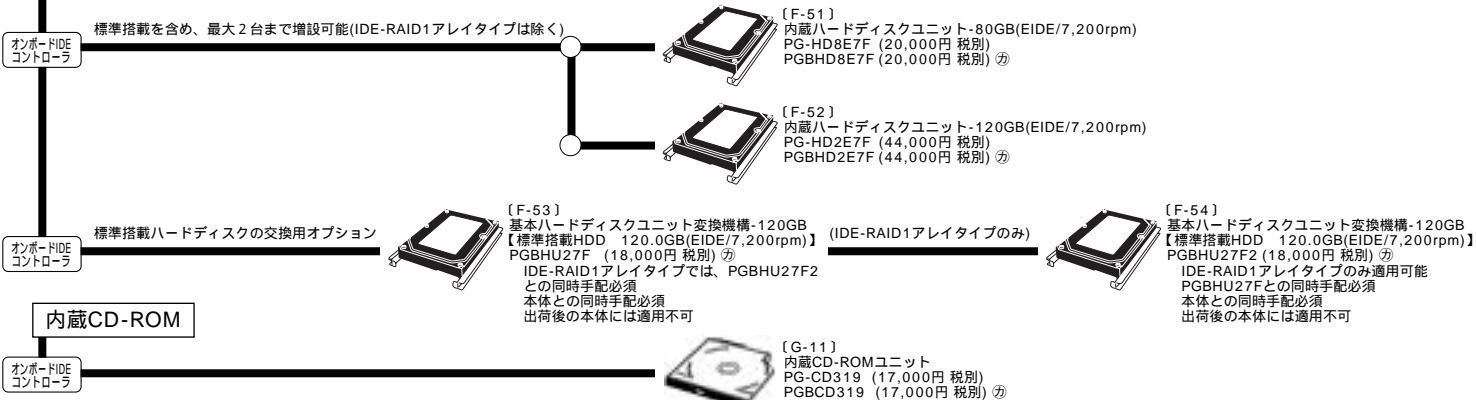 オンボードIDE
コントローラ
標準搭載を含め、最大2台まで増設可能(IDE-RAID1アレイタイプは除く)
〔F-51〕
内蔵ハードディスクユニット-80GB(EIDE/7,200rpm)
PG-HD8E7F (20,000円 税別)
PGBHD8E7F (20,000円 税別) ㋕
〔F-52〕
内蔵ハードディスクユニット-120GB(EIDE/7,200rpm)
PG-HD2E7F (44,000円 税別)
PGBHD2E7F (44,000円 税別) ㋕
オンボードIDE
コントローラ
標準搭載ハードディスクの交換用オプション
〔F-53〕
基本ハードディスクユニット変換機構-120GB
【標準搭載HDD 120.0GB(EIDE/7,200rpm)】
PGBHU27F (18,000円 税別) ㋕
IDE-RAID1アレイタイプでは、PGBHU27F2
との同時手配必須
本体との同時手配必須
出荷後の本体には適用不可
(IDE-RAID1アレイタイプのみ)
〔F-54〕
基本ハードディスクユニット変換機構-120GB
【標準搭載HDD 120.0GB(EIDE/7,200rpm)】
PGBHU27F2 (18,000円 税別) ㋕
IDE-RAID1アレイタイプのみ適用可能
PGBHU27Fとの同時手配必須
本体との同時手配必須
出荷後の本体には適用不可
内蔵CD-ROM
オンボードIDE
コントローラ
〔G-11〕
内蔵CD-ROMユニット
PG-CD319 (17,000円 税別)
PGBCD319 (17,000円 税別) ㋕